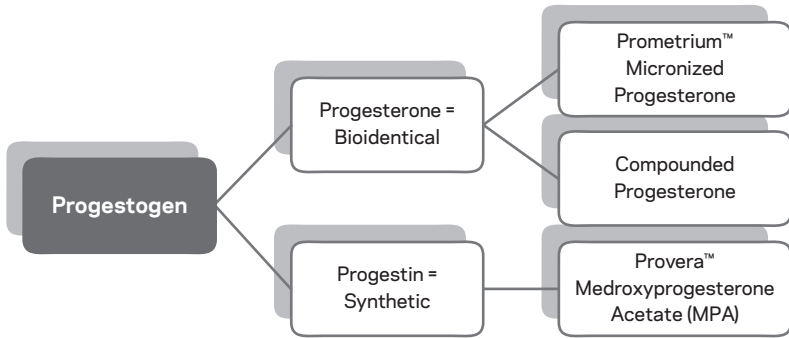 Progestogen
Progesterone =
Bioidentical
Prometrium™
Micronized
Progesterone
Compounded
Progesterone
Progestin =
Synthetic
Provera™
Medroxyprogesterone
Acetate (MPA)